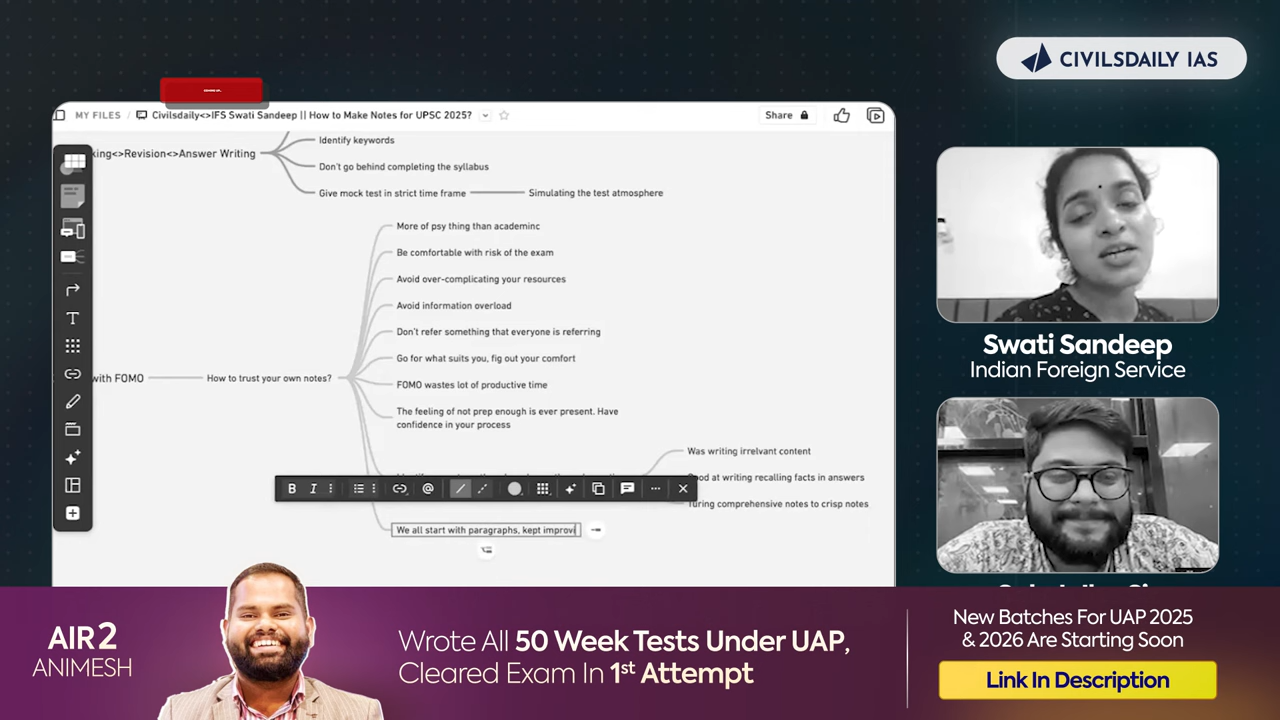 CIVILSDAILY IAS
MY FILES / Civilsdaily<>IFS Swati Sandeep || How to Make Notes for UPSC 2025?
Share
Identify keywords
king<>Revision<>Answer Writing
Don't go behind completing the syllabus
Give mock test in strict time frame
Simulating the test atmosphere
More of psy thing than academinc
Be comfortable with risk of the exam
Avoid over-complicating your resources
Avoid information overload
Don't refer something that everyone is referring
Go for what suits you, fig out your comfort
with FOMO
How to trust your own notes?
FOMO wastes lot of productive time
The feeling of not prep enough is ever present. Have
confidence in your process
Was writing irrelvant content
ood at writing recalling facts in answers
Turing comprehensive notes to crisp notes
B I @
We all start with paragraphs, kept improvi
Swati Sandeep
Indian Foreign Service
AIR 2
ANIMESH
Wrote All 50 Week Tests Under UAP,
Cleared Exam In 1st Attempt
New Batches For UAP 2025
& 2026 Are Starting Soon
Link In Description